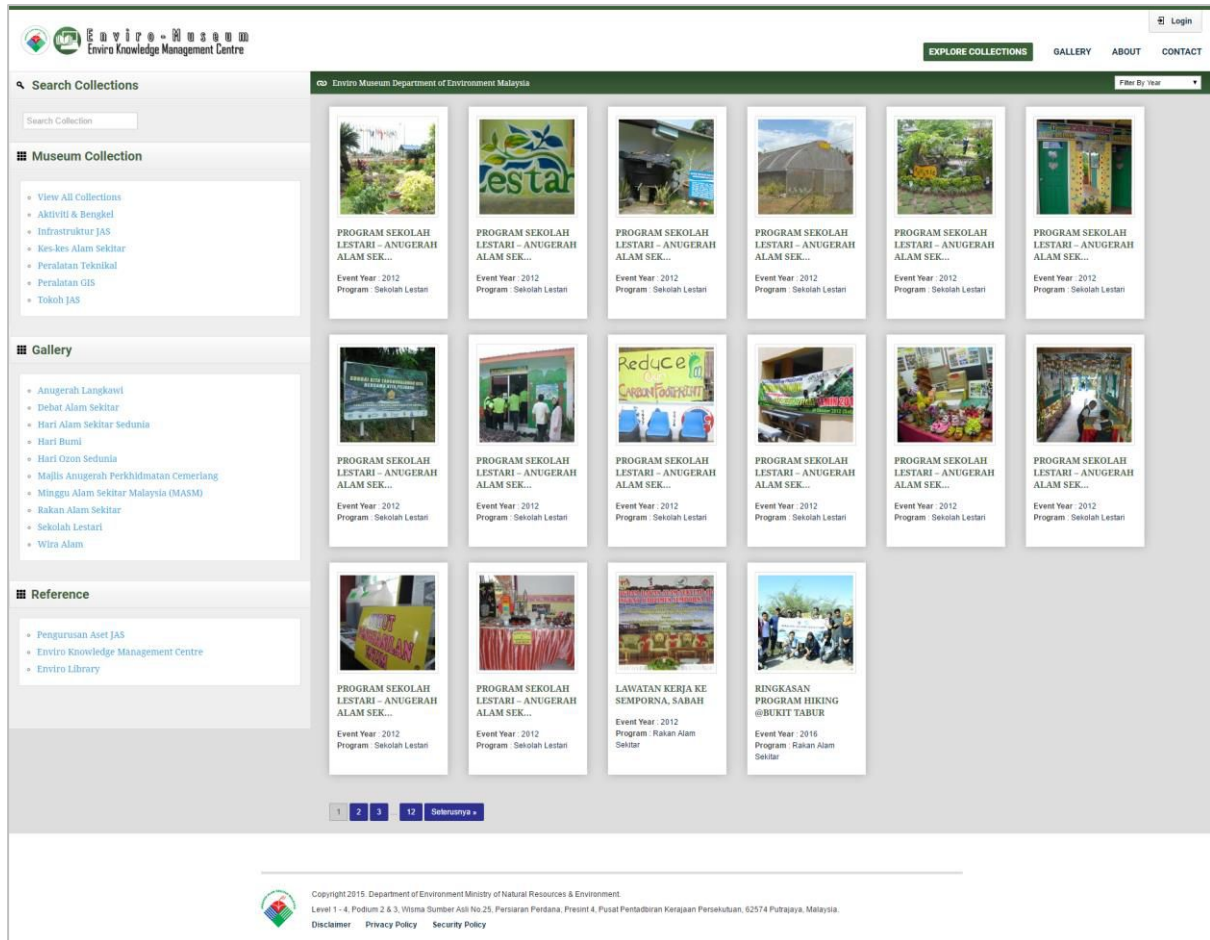 Login
Enviro-Museum
Enviro Knowledge Management Centre
EXPLORE COLLECTIONS GALLERY ABOUT CONTACT
Search Collections
Search Collection
Museum Collection
View All Collections
Aktiviti & Bengkel
Infrastruktur JAS
Kes-kes Alam Sekitar
Peralatan Teknikal
Peralatan GIS
Tokoh JAS
Gallery
Anugerah Langkawi
Debat Alam Sekitar
Hari Alam Sekitar Sedunia
Hari Bumi
Hari Ozon Sedunia
Majlis Anugerah Perkhidmatan Cemerlang
Minggu Alam Sekitar Malaysia (MASM)
Rakan Alam Sekitar
Sekolah Lestari
Wira Alam
Reference
Pengurusan Aset JAS
Enviro Knowledge Management Centre
Enviro Library
Enviro Museum Department of Environment Malaysia
Filter By Year
PROGRAM SEKOLAH
LESTARI – ANUGERAH
ALAM SEK...
Event Year : 2012
Program : Sekolah Lestari
Lestar
PROGRAM SEKOLAH
LESTARI – ANUGERAH
ALAM SEK...
Event Year : 2012
Program : Sekolah Lestari
PROGRAM SEKOLAH
LESTARI – ANUGERAH
ALAM SEK...
Event Year : 2012
Program : Sekolah Lestari
PROGRAM SEKOLAH
LESTARI – ANUGERAH
ALAM SEK...
Event Year : 2012
Program : Sekolah Lestari
PROGRAM SEKOLAH
LESTARI – ANUGERAH
ALAM SEK...
Event Year : 2012
Program : Sekolah Lestari
PROGRAM SEKOLAH
LESTARI – ANUGERAH
ALAM SEK...
Event Year : 2012
Program : Sekolah Lestari
PROGRAM SEKOLAH
LESTARI – ANUGERAH
ALAM SEK...
Event Year : 2012
Program : Sekolah Lestari
PROGRAM SEKOLAH
LESTARI – ANUGERAH
ALAM SEK...
Event Year : 2012
Program : Sekolah Lestari
Reduce
CARBON FOOTPRINT
PROGRAM SEKOLAH
LESTARI – ANUGERAH
ALAM SEK...
Event Year : 2012
Program : Sekolah Lestari
PROGRAM SEKOLAH
LESTARI – ANUGERAH
ALAM SEK...
Event Year : 2012
Program : Sekolah Lestari
PROGRAM SEKOLAH
LESTARI – ANUGERAH
ALAM SEK...
Event Year : 2012
Program : Sekolah Lestari
PROGRAM SEKOLAH
LESTARI – ANUGERAH
ALAM SEK...
Event Year : 2012
Program : Sekolah Lestari
PROGRAM SEKOLAH
LESTARI – ANUGERAH
ALAM SEK...
Event Year : 2012
Program : Sekolah Lestari
PROGRAM SEKOLAH
LESTARI – ANUGERAH
ALAM SEK...
Event Year : 2012
Program : Sekolah Lestari
LAWATAN KERJA KE
SEMPORNA, SABAH
Event Year : 2012
Program : Rakan Alam
Sekitar
RINGKASAN
PROGRAM HIKING
@BUKIT TABUR
Event Year : 2016
Program : Rakan Alam
Sekitar
1 2 3 ... 12 Seterusnya »
Copyright 2015. Department of Environment Ministry of Natural Resources & Environment.
Level 1 - 4, Podium 2 & 3, Wisma Sumber Asli No.25, Persiaran Perdana, Presint 4, Pusat Pentadbiran Kerajaan Persekutuan, 62574 Putrajaya, Malaysia.
Disclaimer Privacy Policy Security Policy